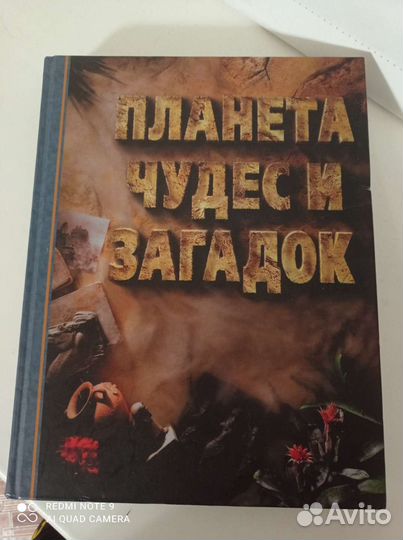 ПЛАНЕТА
ЧУДЕС И
ЗАГАДОК
REDMI NOTE 9
AI QUAD CAMERA
Avito